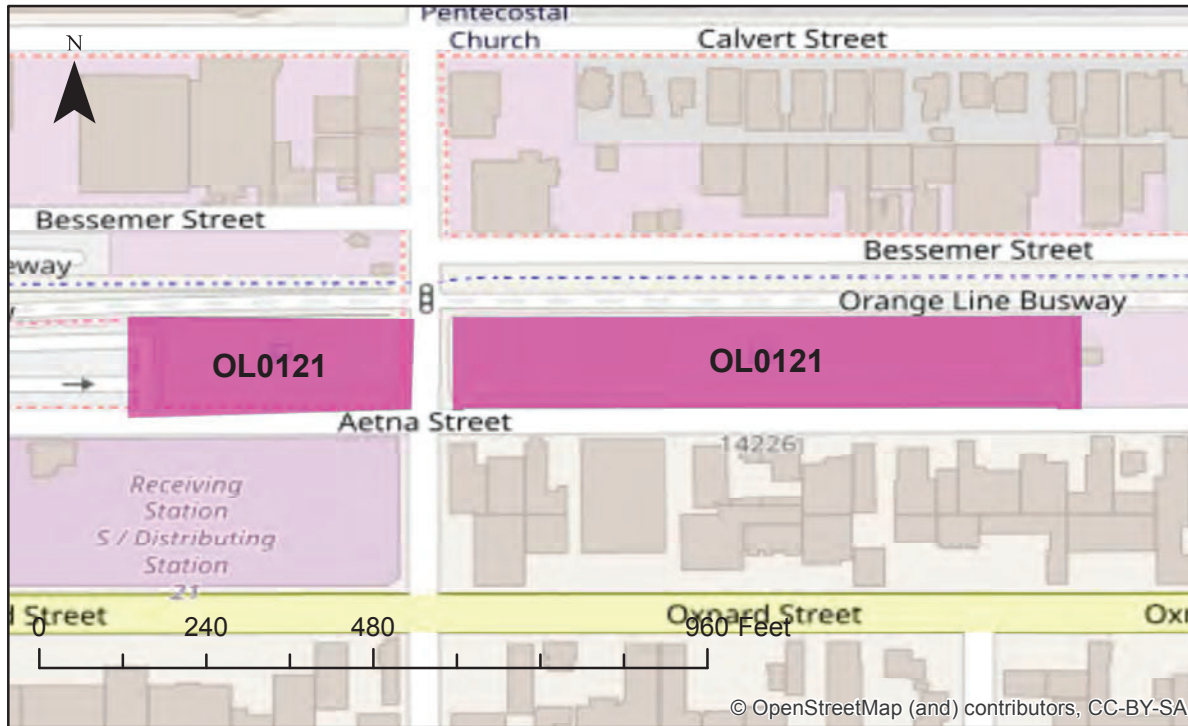 Pentecostal
Church
Calvert Street
N
Bessemer Street
Bessemer Street
eway
Orange Line Busway
OL0121
OL0121
Aetna Street
14226
Receiving
Station
S / Distributing
Station
21
d Street
Oxnard Street
Ox
0 240 480 960 Feet
© OpenStreetMap (and) contributors, CC-BY-SA